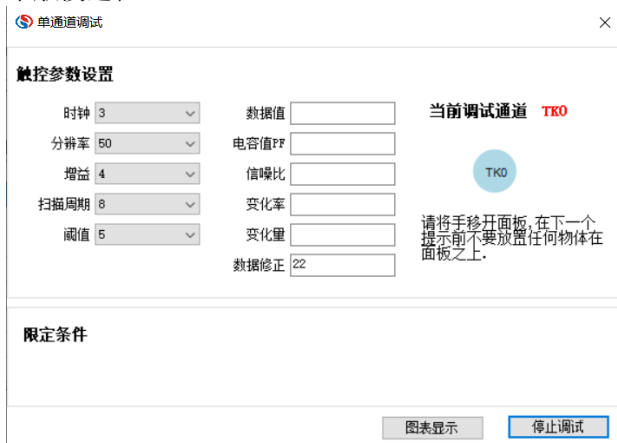 单通道调试
触控参数设置
时钟 3
分辨率 50
增益 4
扫描周期 8
阈值 5
数据值
电容值PF
信噪比
变化率
变化量
数据修正 22
当前调试通道 TK0
TK0
请将手移开面板,在下一个
提示前不要放置任何物体在
面板之上.
限定条件
图表显示
停止调试